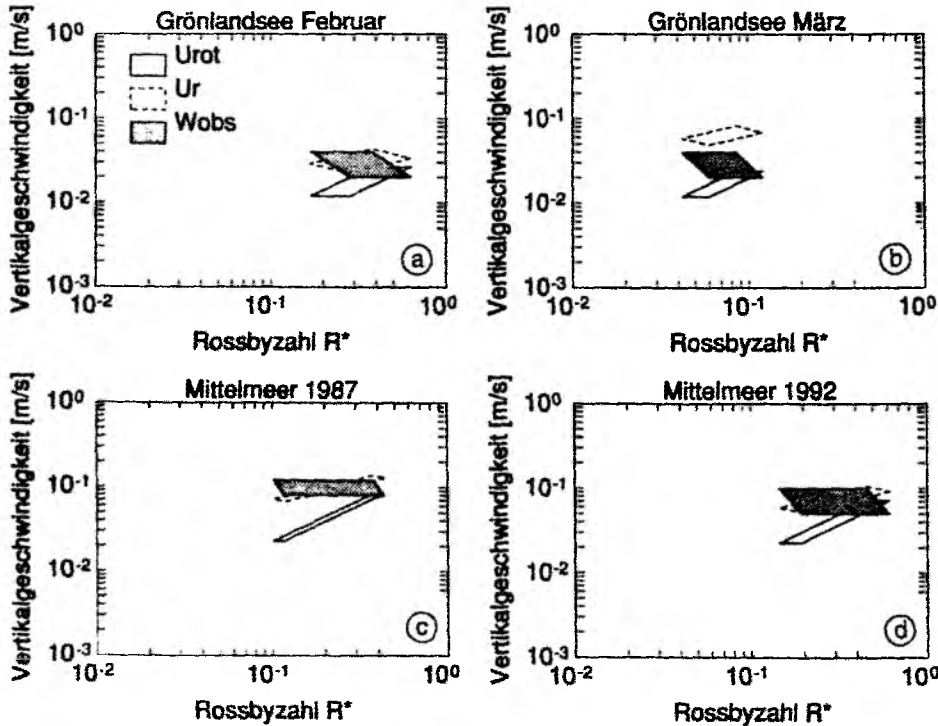 Grönlandsee Februar
Vertikalgeschwindigkeit [m/s]
10⁰
10⁻¹
10⁻²
10⁻³
Urot
Ur
Wobs
a
10⁻² 10⁻¹ 10⁰
Rossbyzahl R*
Grönlandsee März
Vertikalgeschwindigkeit [m/s]
10⁰
10⁻¹
10⁻²
10⁻³
b
10⁻² 10⁻¹ 10⁰
Rossbyzahl R*
Mittelmeer 1987
Vertikalgeschwindigkeit [m/s]
10⁰
10⁻¹
10⁻²
10⁻³
c
10⁻² 10⁻¹ 10⁰
Rossbyzahl R*
Mittelmeer 1992
Vertikalgeschwindigkeit [m/s]
10⁰
10⁻¹
10⁻²
10⁻³
d
10⁻² 10⁻¹ 10⁰
Rossbyzahl R*